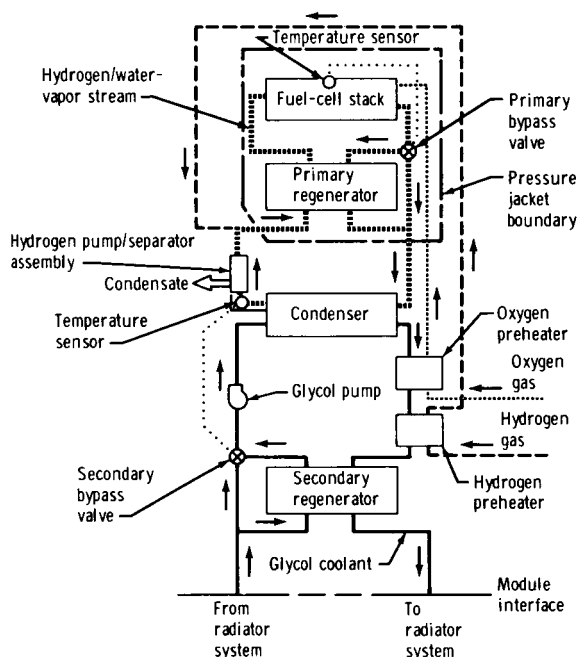 Temperature sensor
Hydrogen/water-
vapor stream
Fuel-cell stack
Primary
bypass
valve
Primary
regenerator
Pressure
jacket
boundary
Hydrogen pump/separator
assembly
Condensate
Temperature
sensor
Condenser
Oxygen
preheater
Oxygen
gas
Glycol pump
Hydrogen
gas
Secondary
bypass
valve
Secondary
regenerator
Hydrogen
preheater
Glycol coolant
Module
interface
From
radiator
system
To
radiator
system